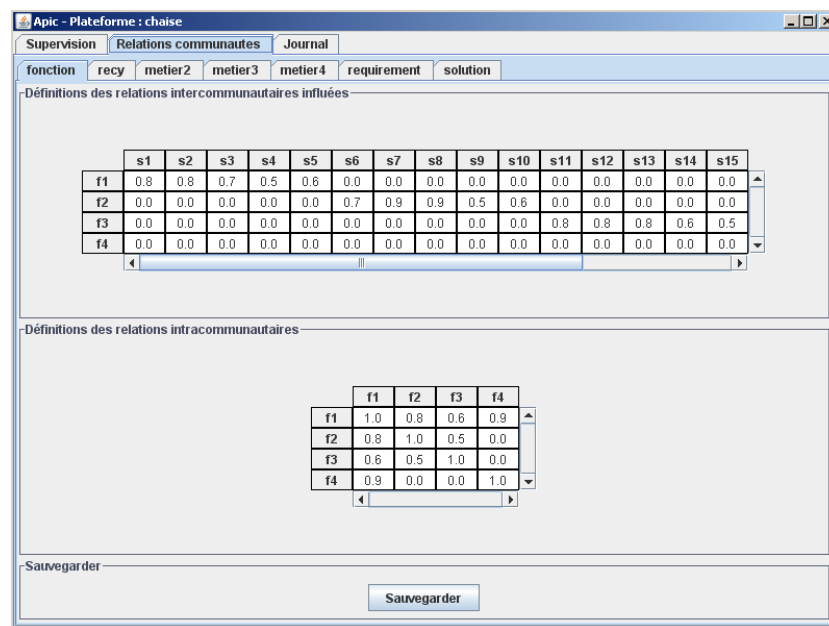 Apic - Plateforme : chaise
Supervision Relations communautes Journal
fonction recy metier2 metier3 metier4 requirement solution
Définitions des relations intercommunautaires influées
s1 s2 s3 s4 s5 s6 s7 s8 s9 s10 s11 s12 s13 s14 s15
f1 0.8 0.8 0.7 0.5 0.6 0.0 0.0 0.0 0.0 0.0 0.0 0.0 0.0 0.0 0.0
f2 0.0 0.0 0.0 0.0 0.0 0.7 0.9 0.9 0.5 0.6 0.0 0.0 0.0 0.0 0.0
f3 0.0 0.0 0.0 0.0 0.0 0.0 0.0 0.0 0.0 0.0 0.8 0.8 0.8 0.6 0.5
f4 0.0 0.0 0.0 0.0 0.0 0.0 0.0 0.0 0.0 0.0 0.0 0.0 0.0 0.0 0.0
Définitions des relations intracommunautaires
f1 f2 f3 f4
f1 1.0 0.8 0.6 0.9
f2 0.8 1.0 0.5 0.0
f3 0.6 0.5 1.0 0.0
f4 0.9 0.0 0.0 1.0
Sauvegarder
Sauvegarder